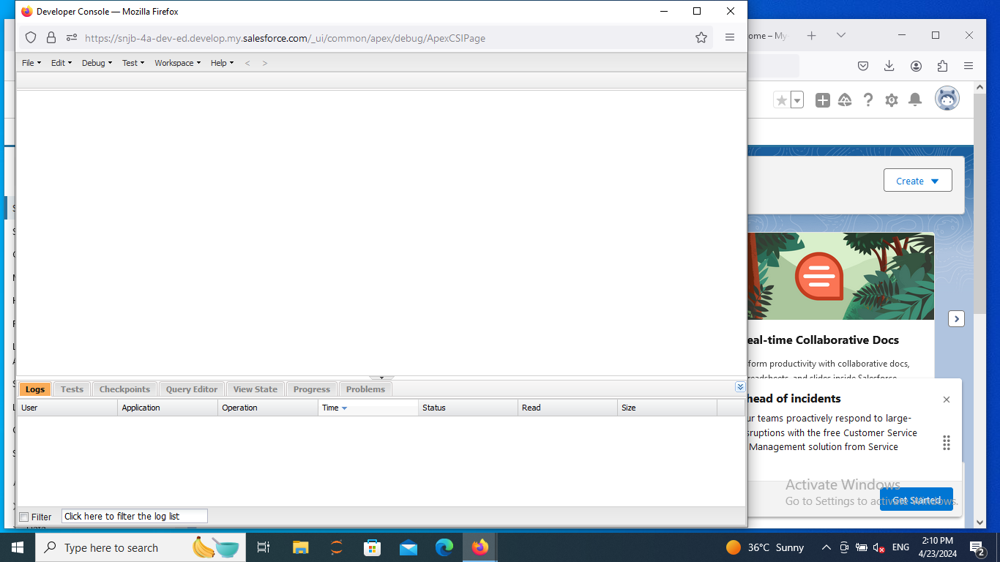 Developer Console — Mozilla Firefox
https://snjb-4a-dev-ed.develop.my.salesforce.com/_ui/common/apex/debug/ApexCSIPage
ome – My
File Edit Debug Test Workspace Help < >
Create
eal-time Collaborative Docs
form productivity with collaborative docs,
Logs Tests Checkpoints Query Editor View State Progress Problems
head of incidents
User Application Operation Time Status Read Size
ur teams proactively respond to large-
sruptions with the free Customer Service
Management solution from Service
Activate Windows
Go to Settings to activate Windows.
Get Started
Filter Click here to filter the log list
Type here to search
36°C Sunny
ENG
2:10 PM
4/23/2024
2